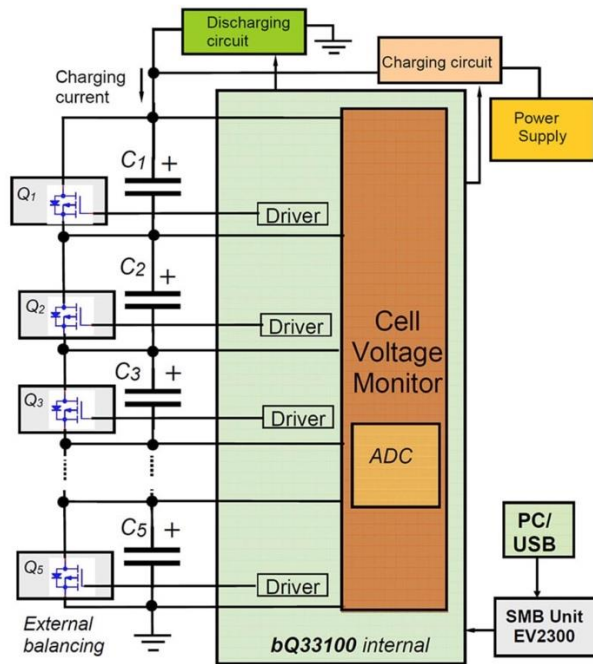 Discharging
circuit
Charging circuit
Charging
current
Power
Supply
C1 +
Q1
Driver
C2 +
Q2
Driver
Cell
Voltage
Monitor
C3 +
Q3
Driver
ADC
C5 +
PC/
USB
Q5
Driver
External
balancing
bQ33100 internal
SMB Unit
EV2300